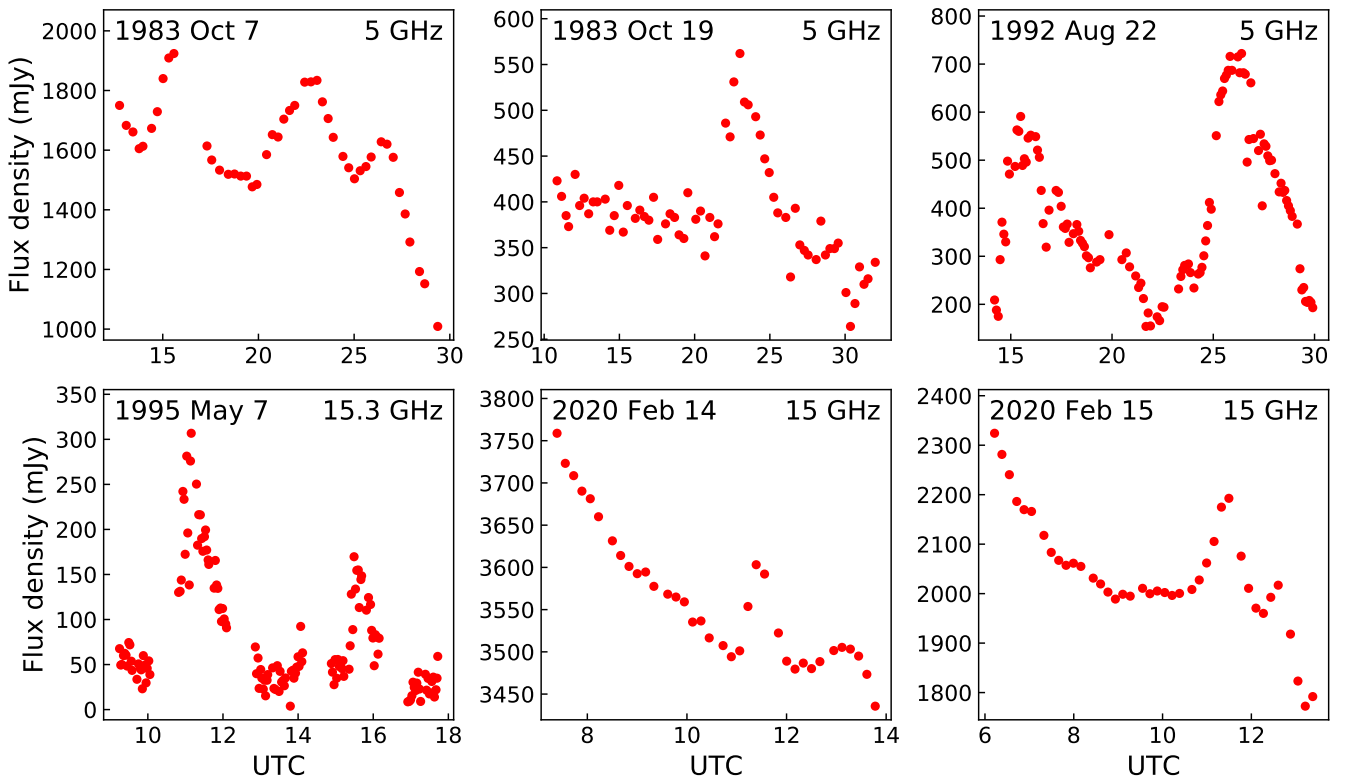 1983 Oct 7 5 GHz
Flux density (mJy)
2000
1800
1600
1400
1200
1000
15 20 25 30
1983 Oct 19 5 GHz
600
550
500
450
400
350
300
250
10 15 20 25 30
1992 Aug 22 5 GHz
800
700
600
500
400
300
200
15 20 25 30
1995 May 7 15.3 GHz
Flux density (mJy)
350
300
250
200
150
100
50
0
10 12 14 16 18
UTC
2020 Feb 14 15 GHz
3800
3750
3700
3650
3600
3550
3500
3450
8 10 12 14
UTC
2020 Feb 15 15 GHz
2400
2300
2200
2100
2000
1900
1800
6 8 10 12
UTC